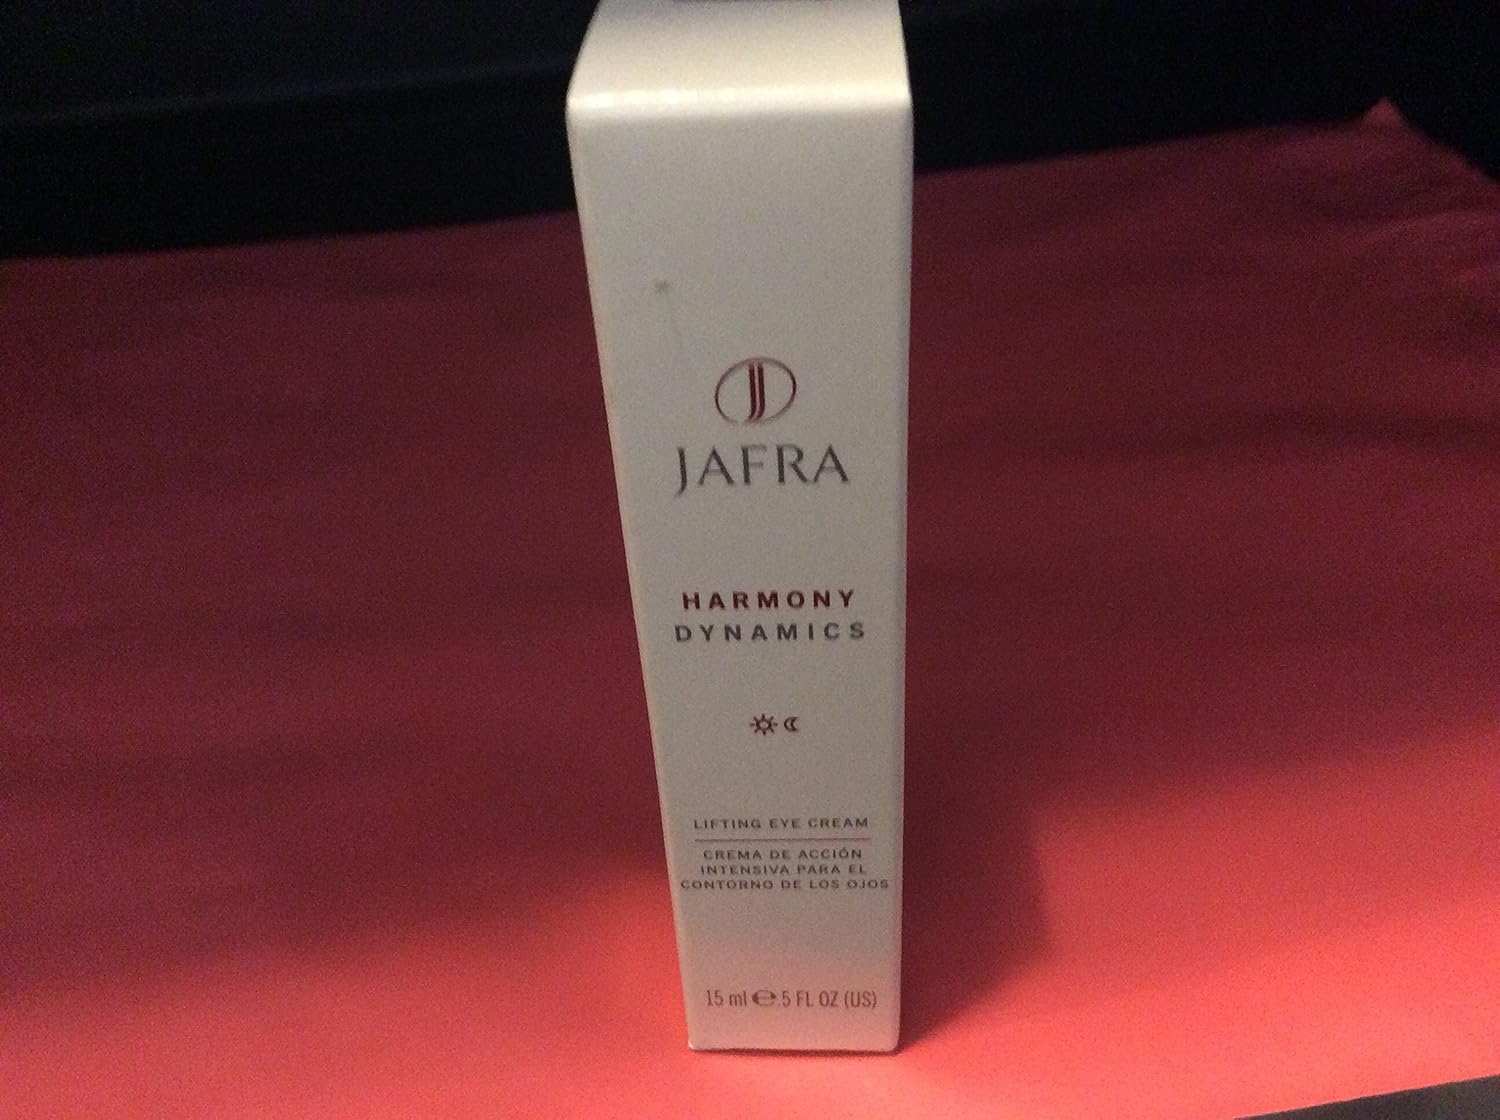 JAFRA
HARMONY
DYNAMICS
LIFTING EYE CREAM
CREMA DE ACCIÓN
INTENSIVA PARA EL
CONTORNO DE LOS OJOS
15 ml ℮ .5 FL OZ (US)